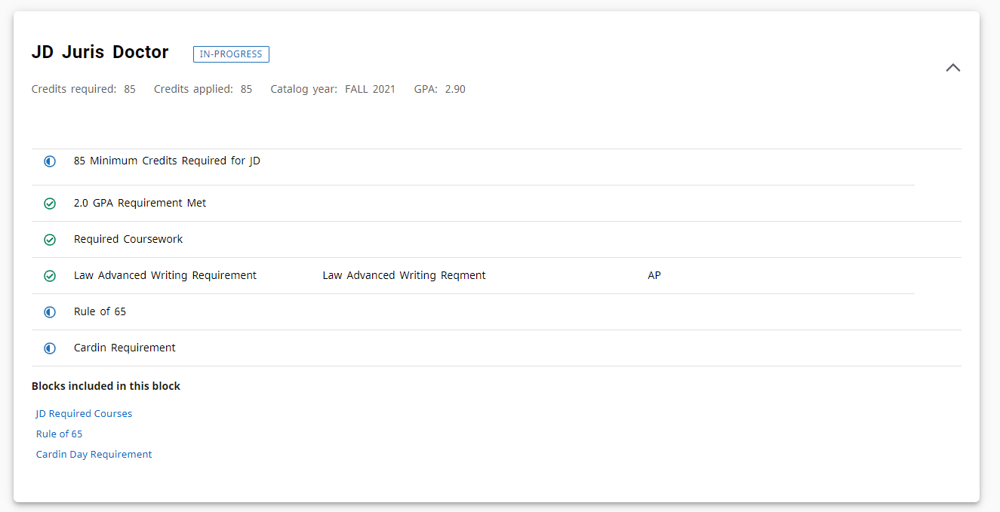 JD Juris Doctor IN-PROGRESS
Credits required: 85 Credits applied: 85 Catalog year: FALL 2021 GPA: 2.90
85 Minimum Credits Required for JD
2.0 GPA Requirement Met
Required Coursework
Law Advanced Writing Requirement Law Advanced Writing Reqment AP
Rule of 65
Cardin Requirement
Blocks included in this block
JD Required Courses
Rule of 65
Cardin Day Requirement